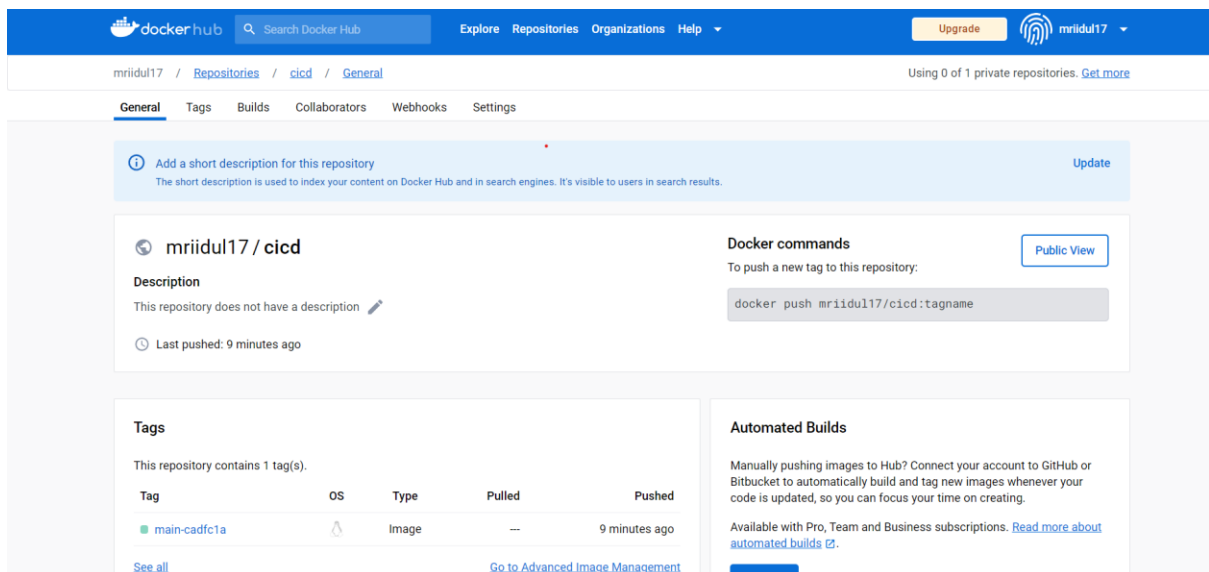 dockerhub Search Docker Hub Explore Repositories Organizations Help Upgrade mriidul17
mriidul17 / Repositories / cicd / General Using 0 of 1 private repositories. Get more
General Tags Builds Collaborators Webhooks Settings
Add a short description for this repository Update
The short description is used to index your content on Docker Hub and in search engines. It's visible to users in search results.
mriidul17 / cicd
Description
This repository does not have a description
Last pushed: 9 minutes ago
Docker commands
Public View
To push a new tag to this repository:
docker push mriidul17/cicd:tagname
Tags
This repository contains 1 tag(s).
Tag OS Type Pulled Pushed
main-cadfc1a Image --- 9 minutes ago
See all Go to Advanced Image Management
Automated Builds
Manually pushing images to Hub? Connect your account to GitHub or
Bitbucket to automatically build and tag new images whenever your
code is updated, so you can focus your time on creating.
Available with Pro, Team and Business subscriptions. Read more about
automated builds.